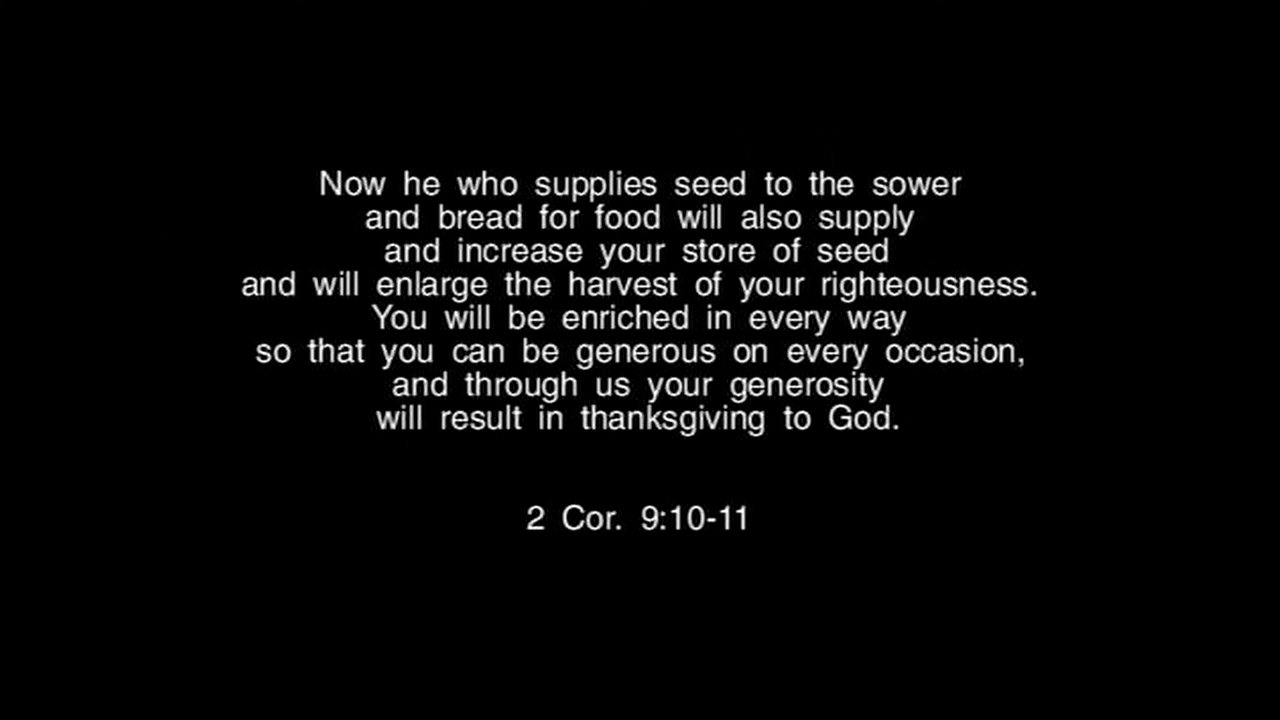 Now he who supplies seed to the sower
and bread for food will also supply
and increase your store of seed
and will enlarge the harvest of your righteousness.
You will be enriched in every way
so that you can be generous on every occasion,
and through us your generosity
will result in thanksgiving to God.
2 Cor. 9:10-11